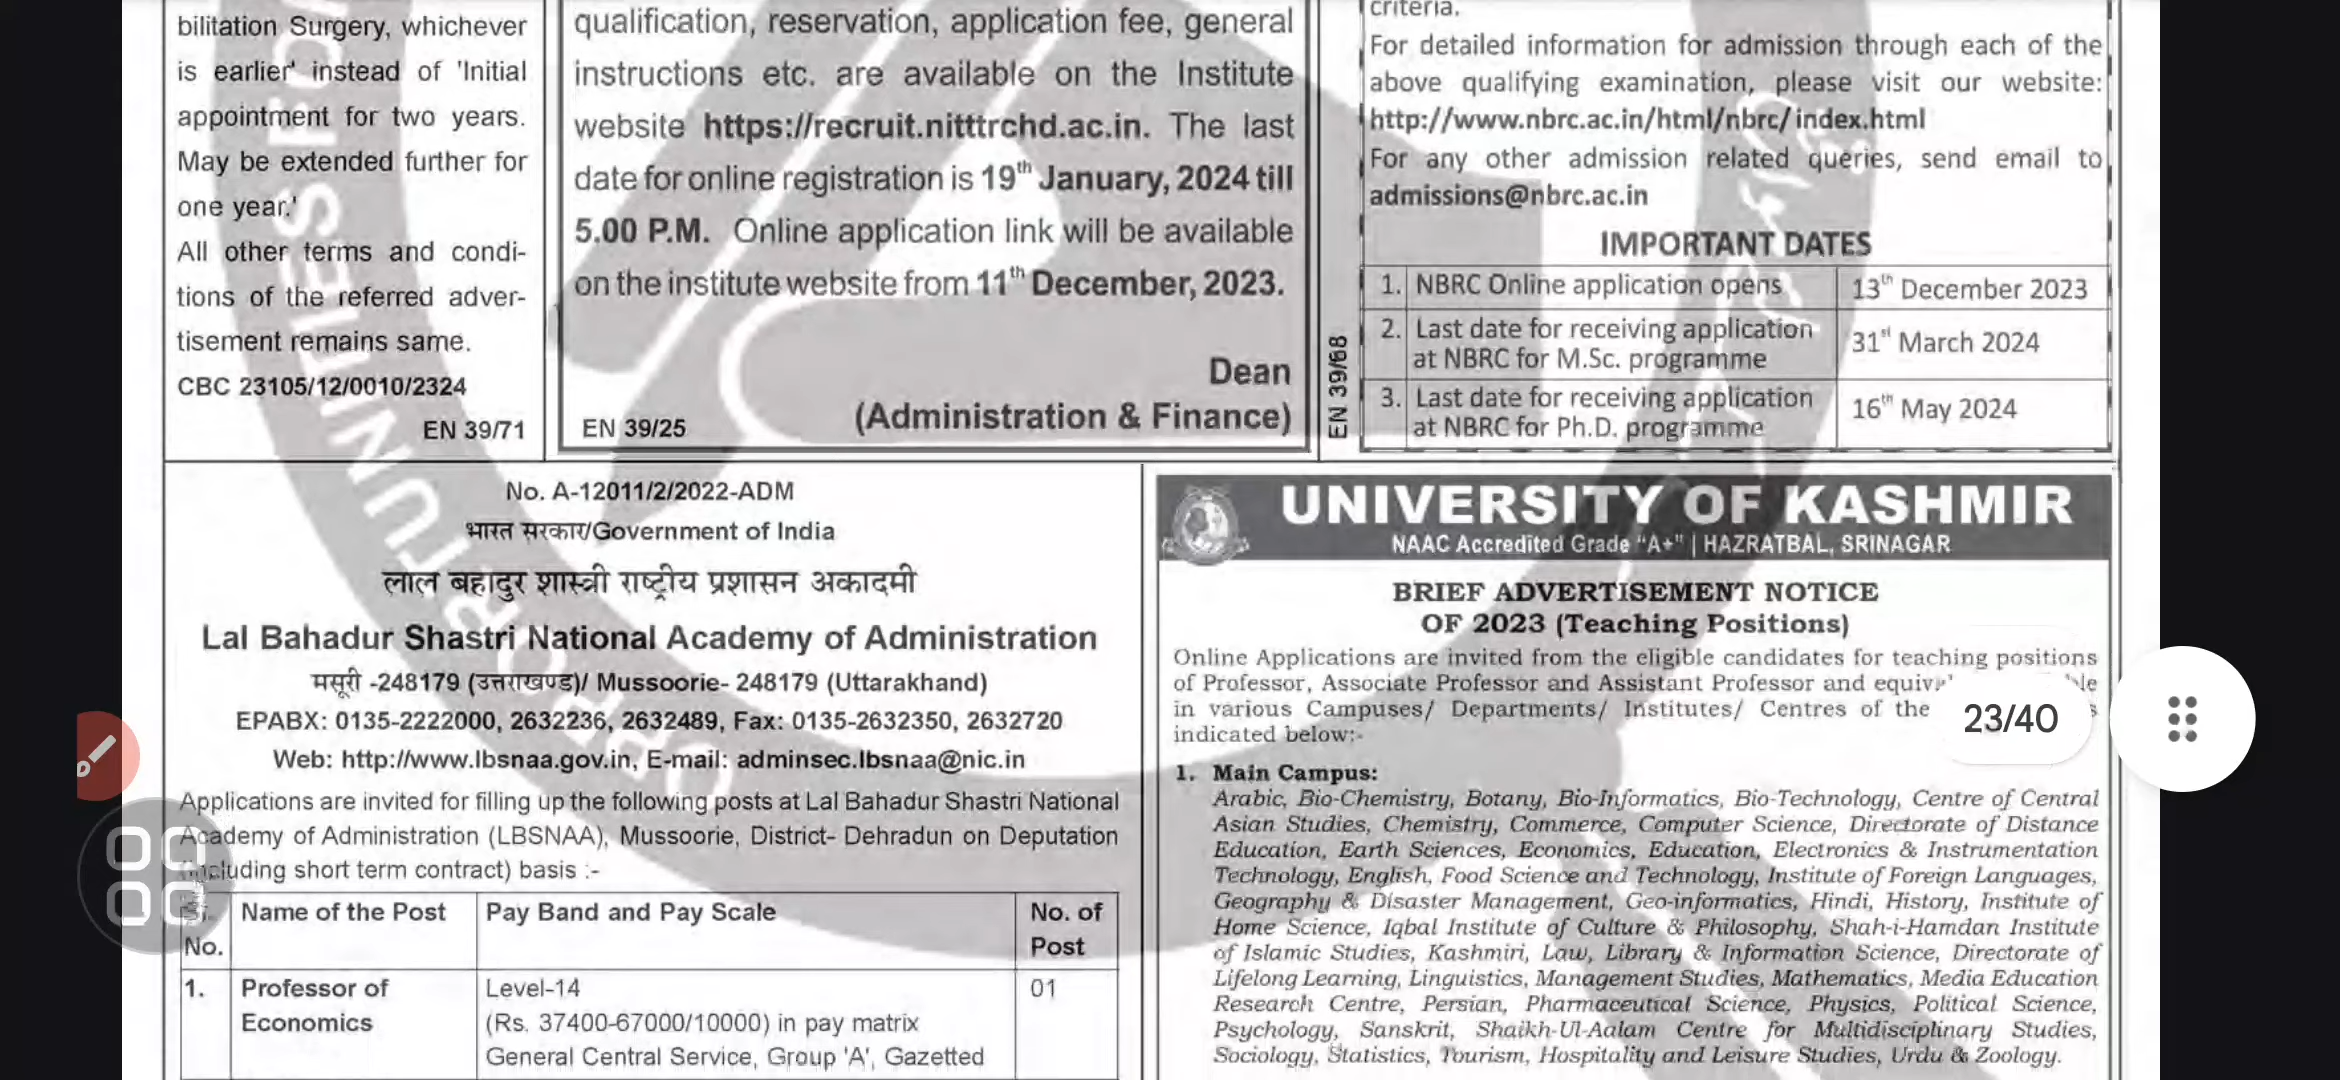 bilitation Surgery, whichever
is earlier' instead of 'Initial
appointment for two years.
May be extended further for
one year.'
All other terms and condi-
tions of the referred adver-
tisement remains same.
CBC 23105/12/0010/2324
EN 39/71
qualification, reservation, application fee, general
instructions etc. are available on the Institute
website https://recruit.nitttrchd.ac.in. The last
date for online registration is 19th January, 2024 till
5.00 P.M. Online application link will be available
on the institute website from 11th December, 2023.
Dean
(Administration & Finance)
EN 39/25
criteria.
For detailed information for admission through each of the
above qualifying examination, please visit our website:
http://www.nbrc.ac.in/html/nbrc/index.html
For any other admission related queries, send email to
admissions@nbrc.ac.in
IMPORTANT DATES
1. NBRC Online application opens 13th December 2023
2. Last date for receiving application
at NBRC for M.Sc. programme 31st March 2024
3. Last date for receiving application
at NBRC for Ph.D. programme 16th May 2024
EN 39/68
No. A-12011/2/2022-ADM
भारत सरकार/Government of India
लाल बहादुर शास्त्री राष्ट्रीय प्रशासन अकादमी
Lal Bahadur Shastri National Academy of Administration
मसूरी -248179 (उत्तराखण्ड)/ Mussoorie- 248179 (Uttarakhand)
EPABX: 0135-2222000, 2632236, 2632489, Fax: 0135-2632350, 2632720
Web: http://www.lbsnaa.gov.in, E-mail: adminsec.lbsnaa@nic.in
Applications are invited for filling up the following posts at Lal Bahadur Shastri National
Academy of Administration (LBSNAA), Mussoorie, District- Dehradun on Deputation
(including short term contract) basis :-
No. Name of the Post Pay Band and Pay Scale No. of Post
1. Professor of Economics Level-14 01
(Rs. 37400-67000/10000) in pay matrix
General Central Service, Group 'A', Gazetted
UNIVERSITY OF KASHMIR
NAAC Accredited Grade "A+" | HAZRATBAL, SRINAGAR
BRIEF ADVERTISEMENT NOTICE
OF 2023 (Teaching Positions)
Online Applications are invited from the eligible candidates for teaching positions
of Professor, Associate Professor and Assistant Professor and
in various Campuses/ Departments/ Institutes/ Centres of the
indicated below:-
1. Main Campus:
Arabic, Bio-Chemistry, Botany, Bio-Informatics, Bio-Technology, Centre of Central
Asian Studies, Chemistry, Commerce, Computer Science, Directorate of Distance
Education, Earth Sciences, Economics, Education, Electronics & Instrumentation
Technology, English, Food Science and Technology, Institute of Foreign Languages,
Geography & Disaster Management, Geo-informatics, Hindi, History, Institute of
Home Science, Iqbal Institute of Culture & Philosophy, Shah-i-Hamdan Institute
of Islamic Studies, Kashmiri, Law, Library & Information Science, Directorate of
Lifelong Learning, Linguistics, Management Studies, Mathematics, Media Education
Research Centre, Persian, Pharmaceutical Science, Physics, Political Science,
Psychology, Sanskrit, Shaikh-Ul-Aalam Centre for Multidisciplinary Studies,
Sociology, Statistics, Tourism, Hospitality and Leisure Studies, Urdu & Zoology.
23/40